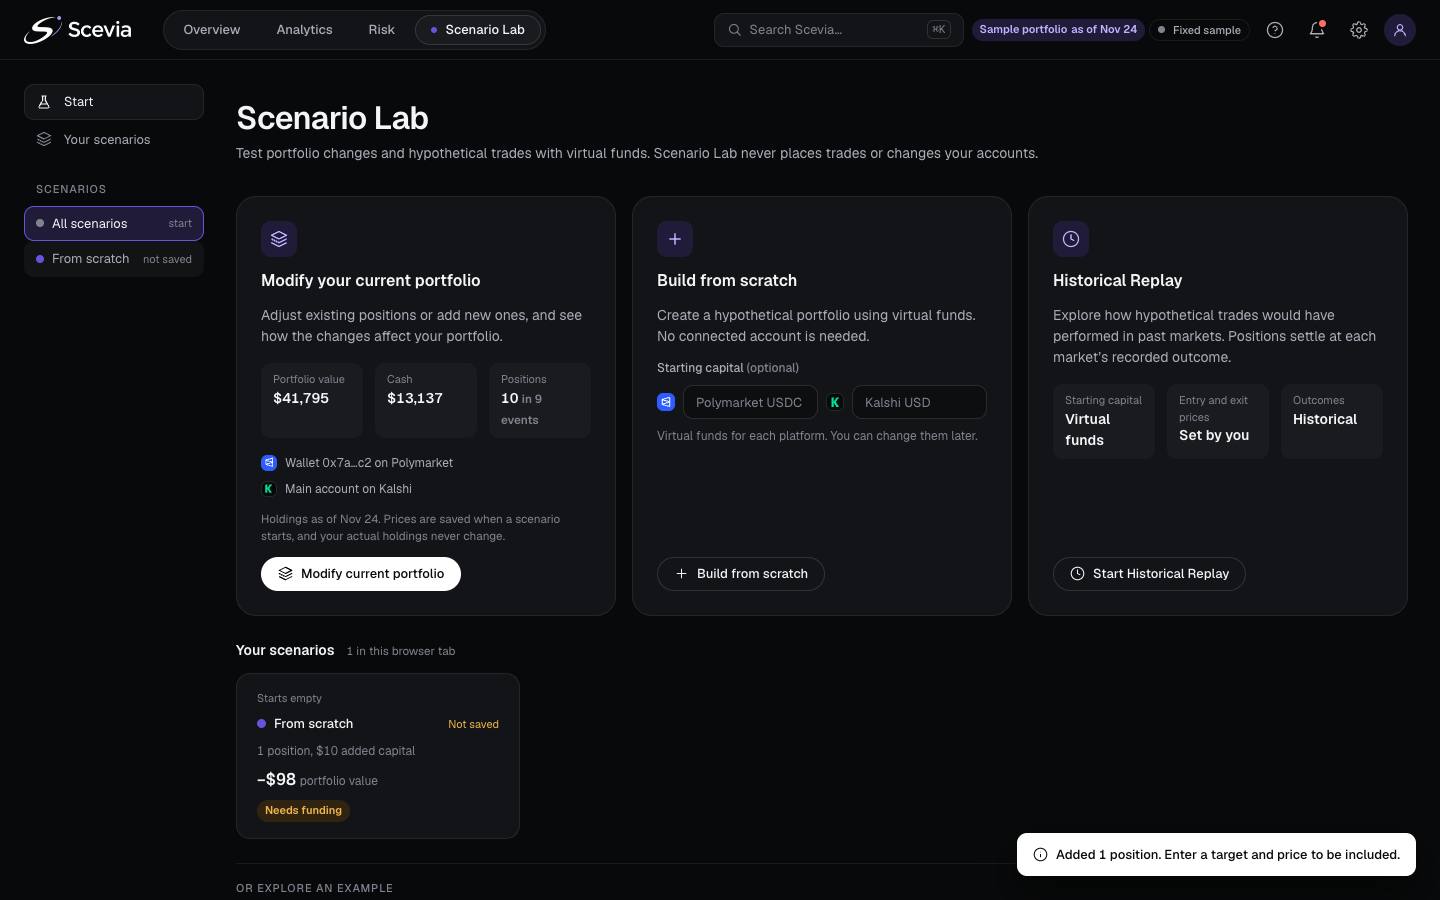 Scevia
Overview
Analytics
Risk
Scenario Lab
Search Scevia...
⌘K
Sample portfolio as of Nov 24
Fixed sample
Start
Your scenarios
SCENARIOS
All scenarios
start
From scratch
not saved
Scenario Lab
Test portfolio changes and hypothetical trades with virtual funds. Scenario Lab never places trades or changes your accounts.
Modify your current portfolio
Adjust existing positions or add new ones, and see
how the changes affect your portfolio.
Portfolio value
$41,795
Cash
$13,137
Positions
10 in 9
events
Wallet 0x7a…c2 on Polymarket
K
Main account on Kalshi
Holdings as of Nov 24. Prices are saved when a scenario
starts, and your actual holdings never change.
Modify current portfolio
Build from scratch
Create a hypothetical portfolio using virtual funds.
No connected account is needed.
Starting capital (optional)
Polymarket USDC
K
Kalshi USD
Virtual funds for each platform. You can change them later.
Build from scratch
Historical Replay
Explore how hypothetical trades would have
performed in past markets. Positions settle at each
market's recorded outcome.
Starting capital
Virtual
funds
Entry and exit
prices
Set by you
Outcomes
Historical
Start Historical Replay
Your scenarios
1 in this browser tab
Starts empty
From scratch
Not saved
1 position, $10 added capital
−$98 portfolio value
Needs funding
Added 1 position. Enter a target and price to be included.
OR EXPLORE AN EXAMPLE